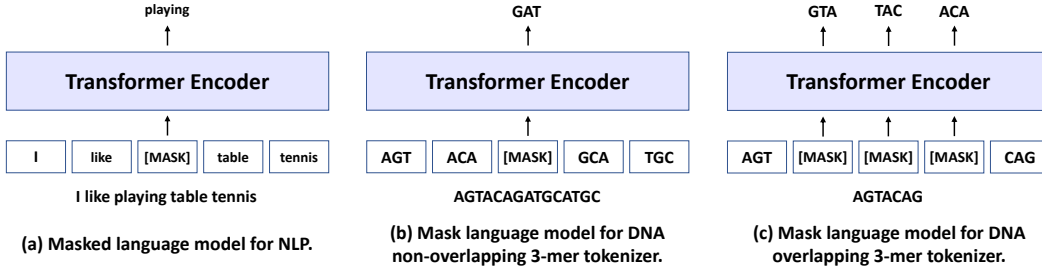 playing
Transformer Encoder
I like [MASK] table tennis
I like playing table tennis
(a) Masked language model for NLP.
GAT
Transformer Encoder
AGT ACA [MASK] GCA TGC
AGTACAGATGCATGC
(b) Mask language model for DNA
non-overlapping 3-mer tokenizer.
GTA TAC ACA
Transformer Encoder
AGT [MASK] [MASK] [MASK] CAG
AGTACAG
(c) Mask language model for DNA
overlapping 3-mer tokenizer.